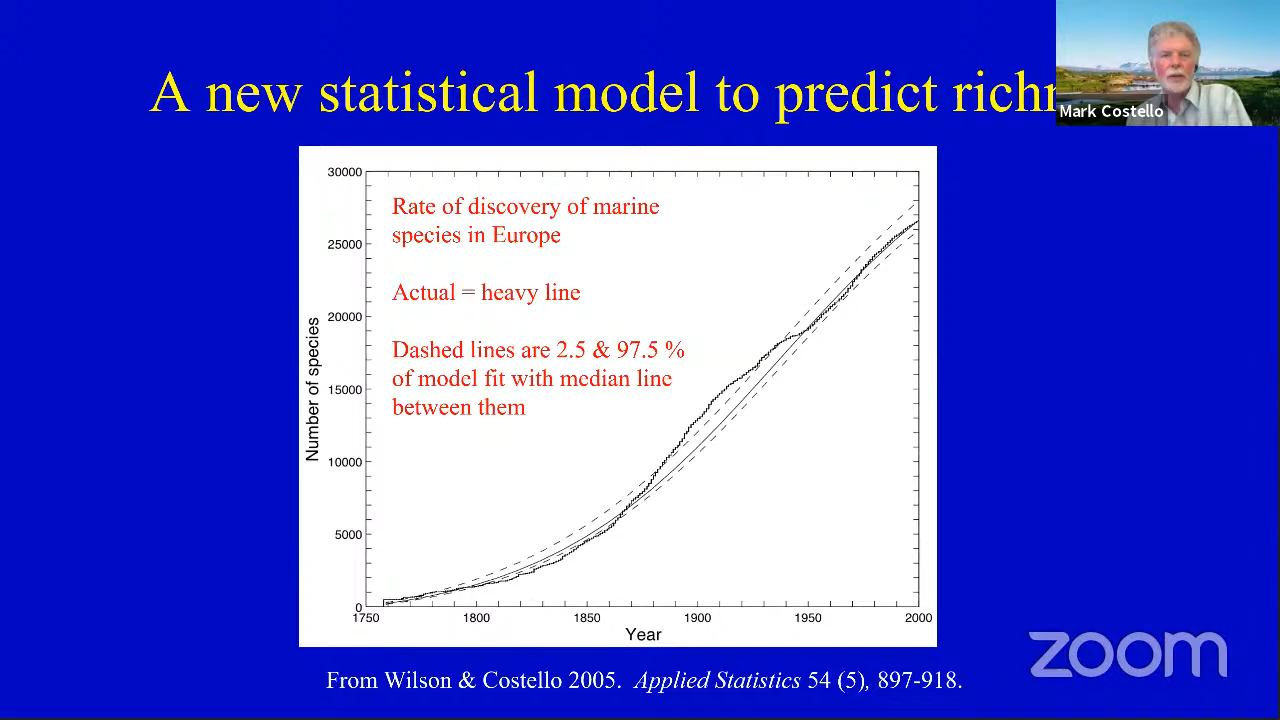 A new statistical model to predict
Mark Costello
30000
25000
20000
15000
10000
5000
0
Number of species
Rate of discovery of marine
species in Europe
Actual = heavy line
Dashed lines are 2.5 & 97.5 %
of model fit with median line
between them
1750 1800 1850 1900 1950 2000
Year
From Wilson & Costello 2005. Applied Statistics 54 (5), 897-918.
zoom